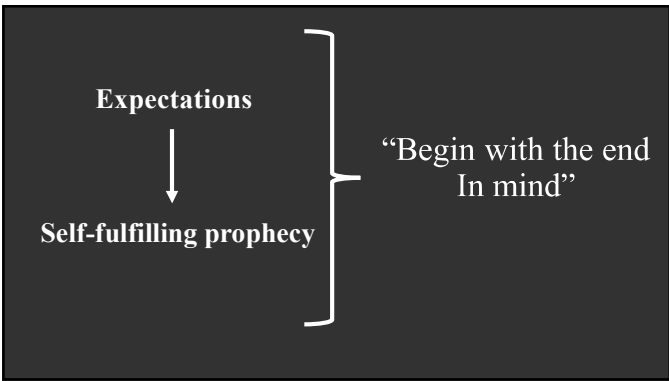 Expectations
Self-fulfilling prophecy
“Begin with the end
In mind”